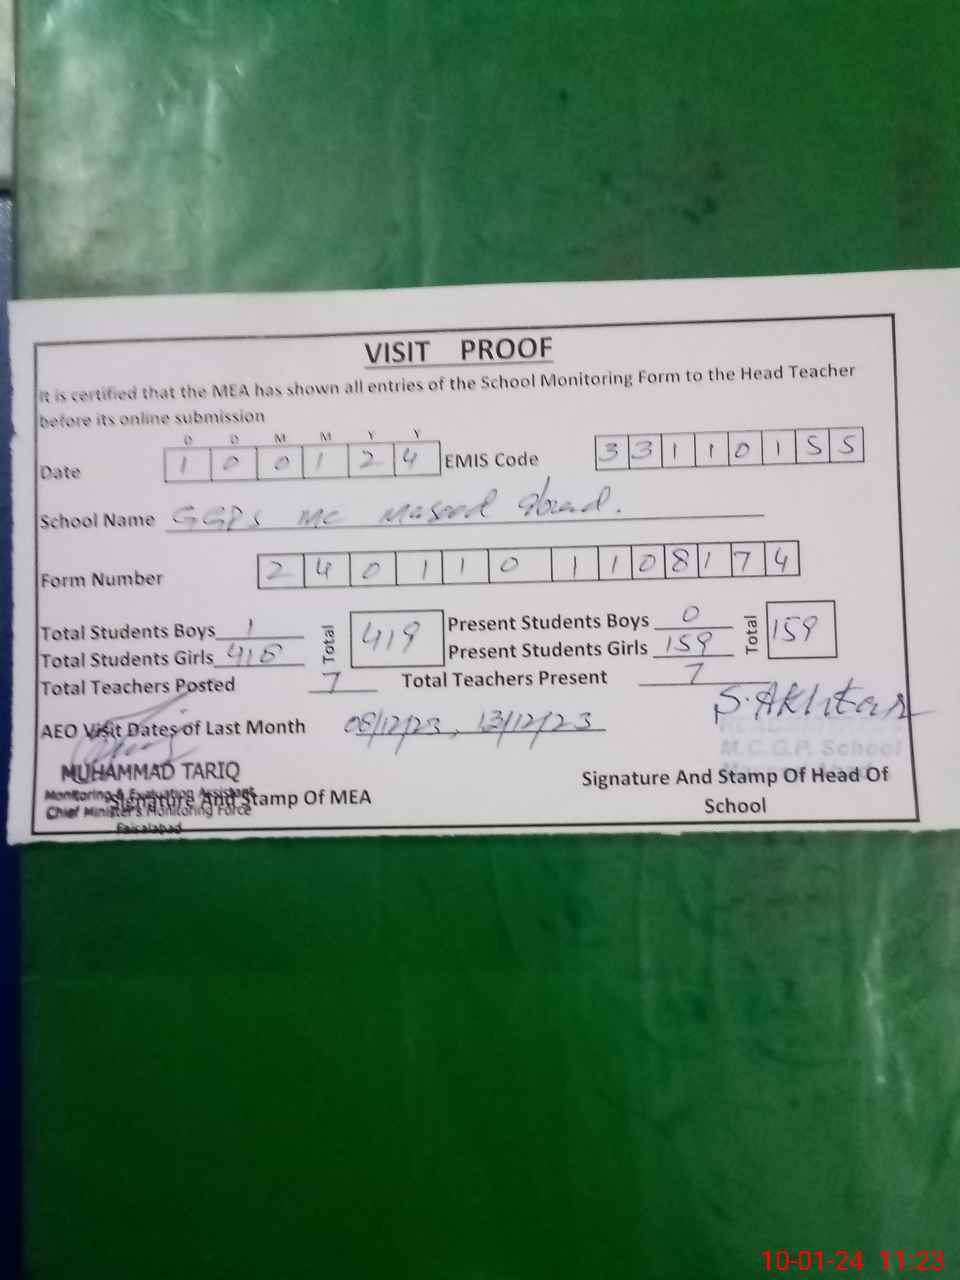 VISIT PROOF
It is certified that the MEA has shown all entries of the School Monitoring Form to the Head Teacher
before its online submission
D D M M Y Y
Date 1 0 0 1 2 4 EMIS Code 3 3 1 1 0 1 5 5
School Name GGPS MC Masood Abad.
Form Number 2 4 0 1 1 0 1 1 0 8 1 7 4
Total Students Boys 1 Total 419 Present Students Boys 0 Total 159
Total Students Girls 418 Present Students Girls 159
Total Teachers Posted 7 Total Teachers Present 7
AEO Visit Dates of Last Month 08/12/23, 13/12/23 S. Akhtar
M.C.G.P. School
MUHAMMAD TARIQ
Monitoring & Evaluation Assistant
Signature And Stamp Of MEA
Chief Minister's Monitoring Force
Faisalabad
Signature And Stamp Of Head Of
School
10-01-24 11:23